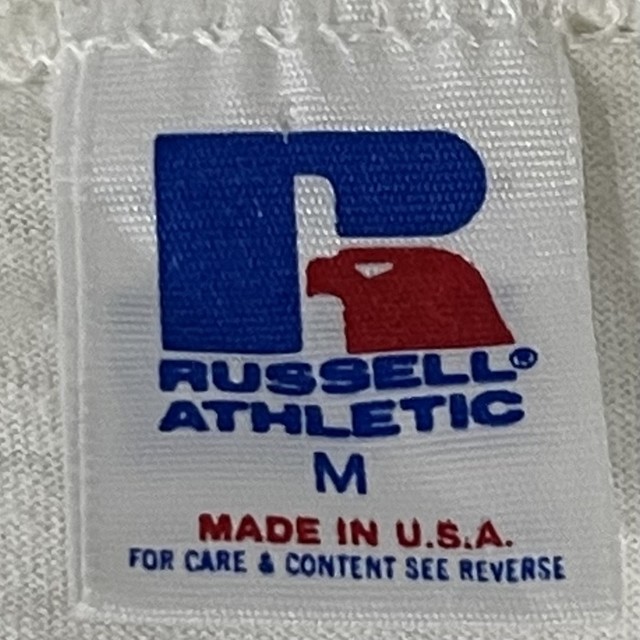 RUSSELL®
ATHLETIC
M
MADE IN U.S.A.
FOR CARE & CONTENT SEE REVERSE